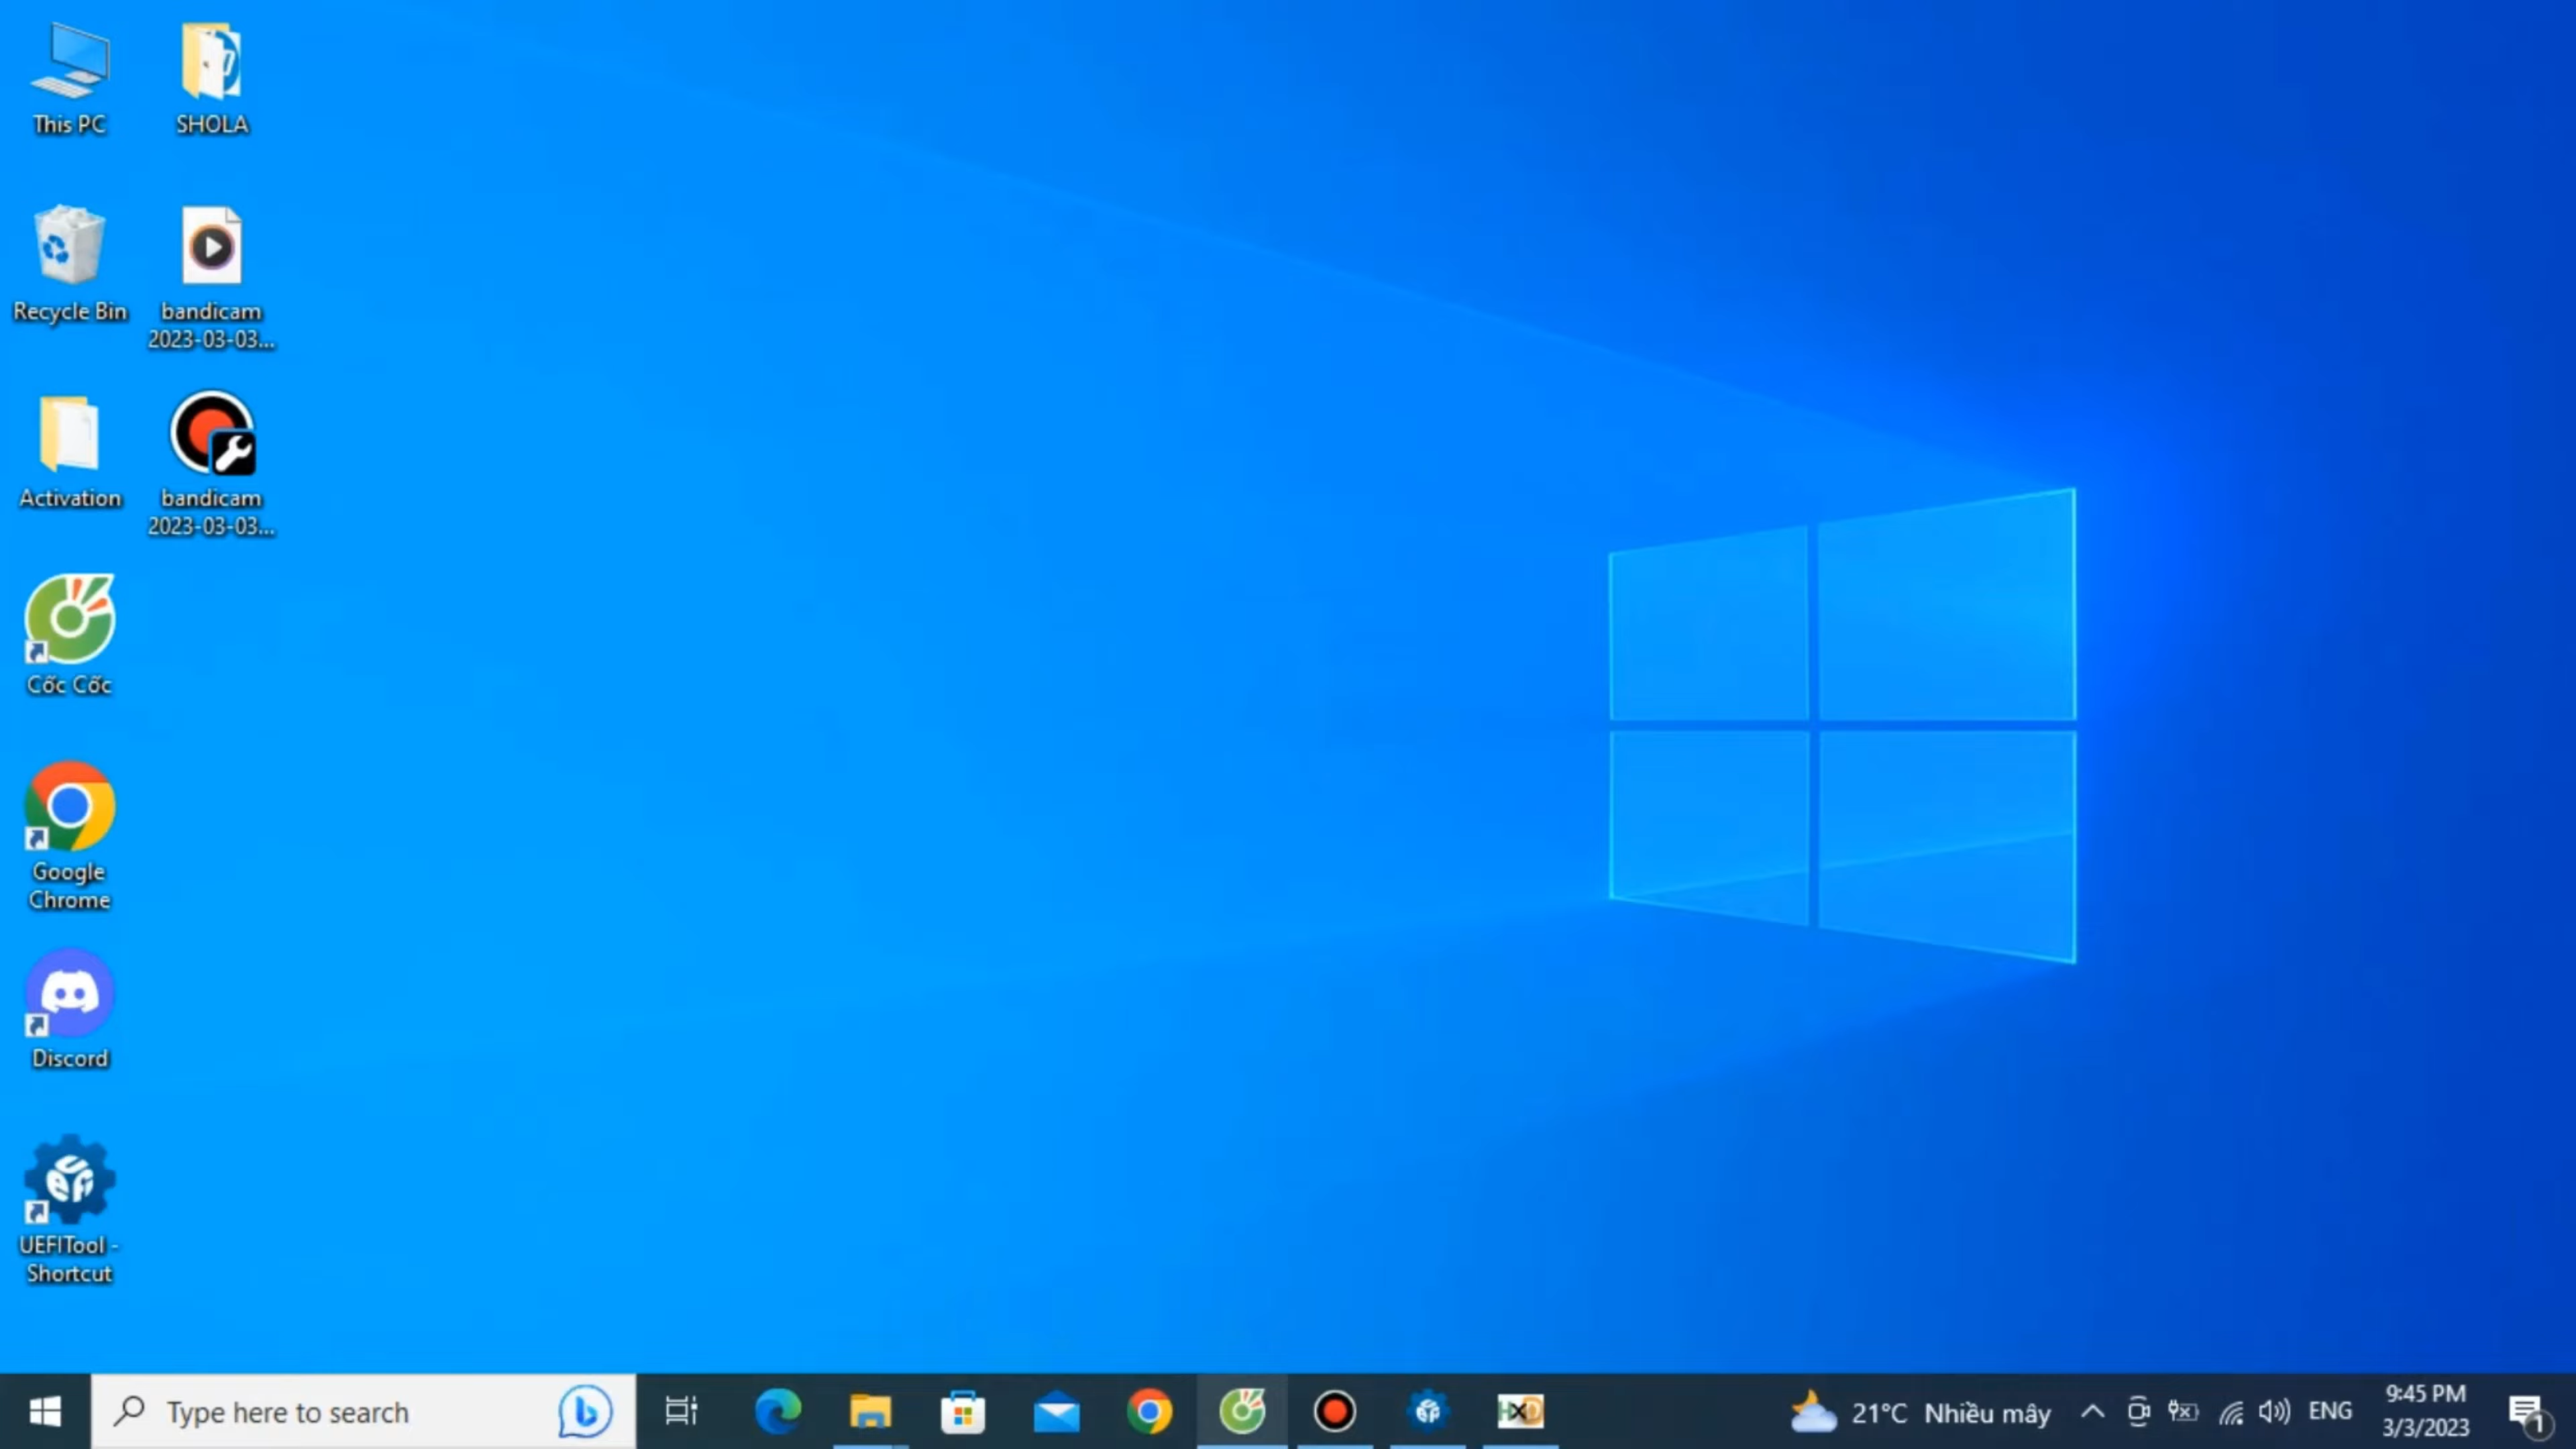 This PC
SHOLA
Recycle Bin
bandicam
2023-03-03...
Activation
bandicam
2023-03-03...
Cốc Cốc
Google
Chrome
Discord
UEFITool -
Shortcut
Type here to search
21°C Nhiều mây
ENG
9:45 PM
3/3/2023
1